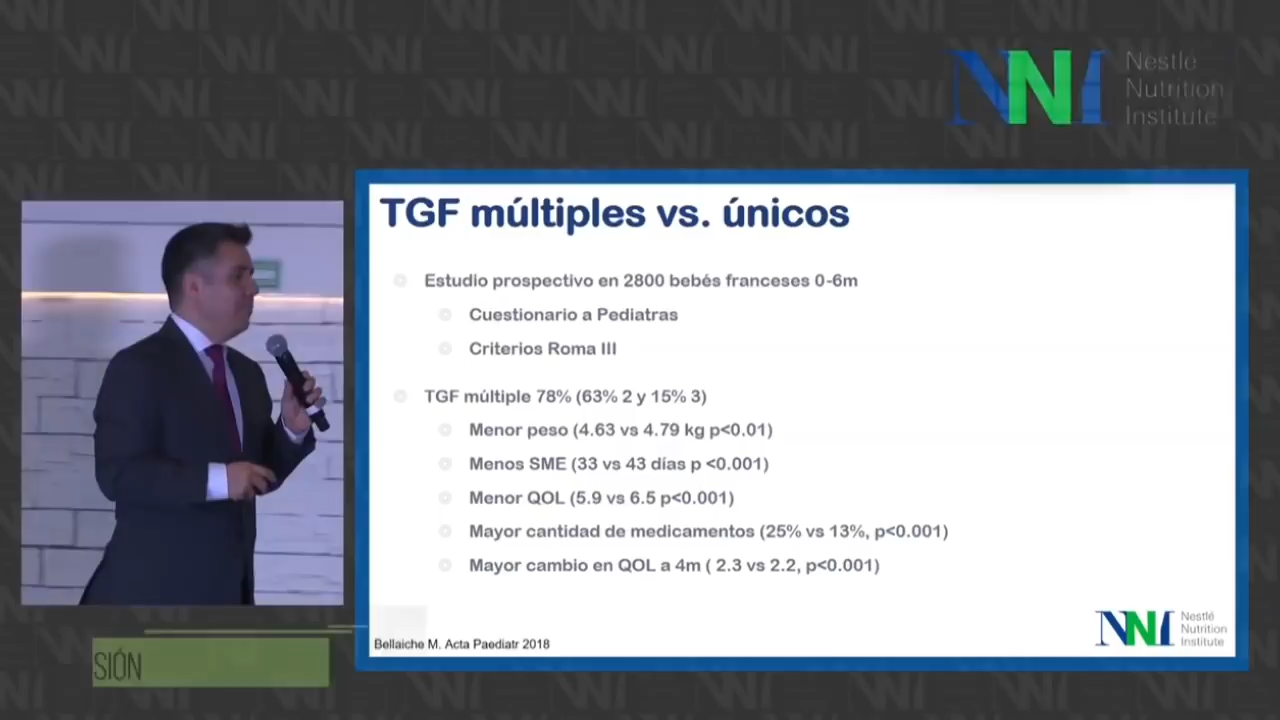 Nestlé
Nutrition
Institute
TGF múltiples vs. únicos
Estudio prospectivo en 2800 bebés franceses 0-6m
Cuestionario a Pediatras
Criterios Roma III
TGF múltiple 78% (63% 2 y 15% 3)
Menor peso (4.63 vs 4.79 kg p<0.01)
Menos SME (33 vs 43 días p <0.001)
Menor QOL (5.9 vs 6.5 p<0.001)
Mayor cantidad de medicamentos (25% vs 13%, p<0.001)
Mayor cambio en QOL a 4m ( 2.3 vs 2.2, p<0.001)
Bellaiche M. Acta Paediatr 2018
NNI
Nestlé
Nutrition
Institute
SIÓN